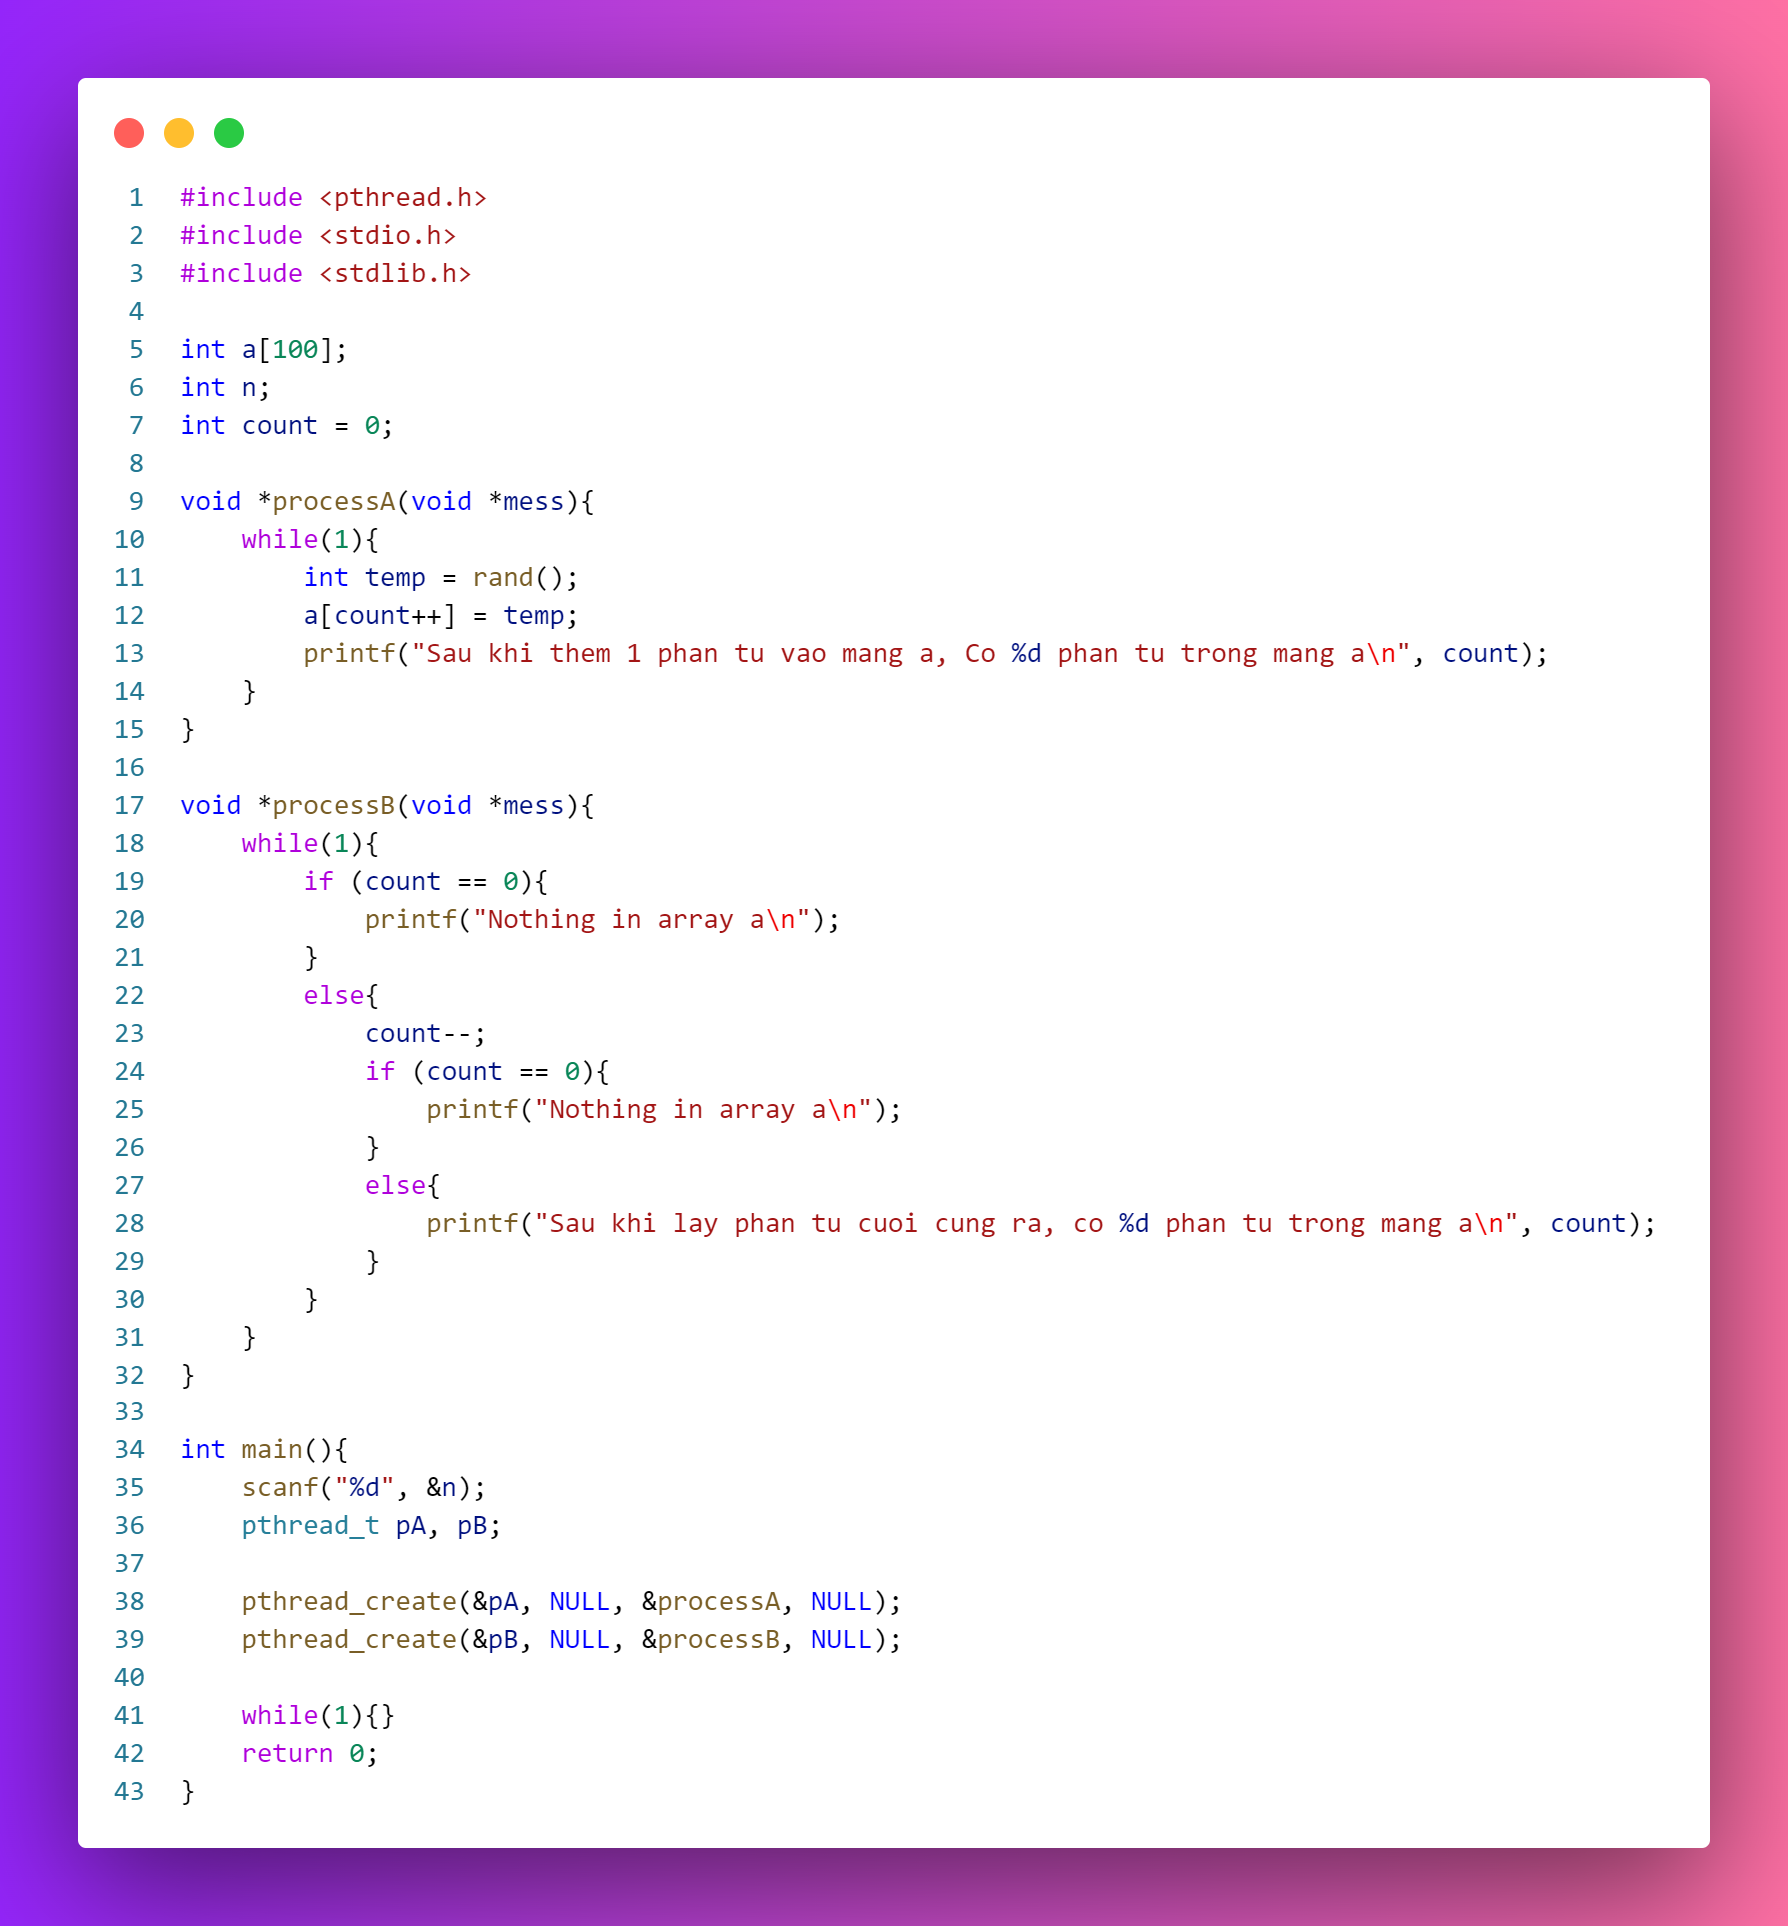 1 #include <pthread.h>
2 #include <stdio.h>
3 #include <stdlib.h>
4
5 int a[100];
6 int n;
7 int count = 0;
8
9 void *processA(void *mess){
10     while(1){
11         int temp = rand();
12         a[count++] = temp;
13         printf("Sau khi them 1 phan tu vao mang a, Co %d phan tu trong mang a\n", count);
14     }
15 }
16
17 void *processB(void *mess){
18     while(1){
19         if (count == 0){
20             printf("Nothing in array a\n");
21         }
22         else{
23             count--;
24             if (count == 0){
25                 printf("Nothing in array a\n");
26             }
27             else{
28                 printf("Sau khi lay phan tu cuoi cung ra, co %d phan tu trong mang a\n", count);
29             }
30         }
31     }
32 }
33
34 int main(){
35     scanf("%d", &n);
36     pthread_t pA, pB;
37
38     pthread_create(&pA, NULL, &processA, NULL);
39     pthread_create(&pB, NULL, &processB, NULL);
40
41     while(1){}
42     return 0;
43 }